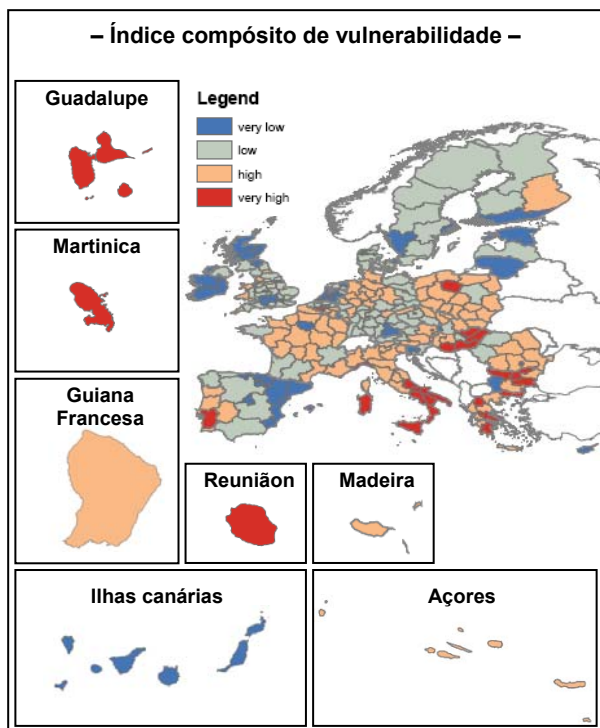 – Índice compósito de vulnerabilidade –
Guadalupe
Legend
very low
low
high
very high
Martinica
Guiana
Francesa
Reuniãon
Madeira
Ilhas canárias
Açores